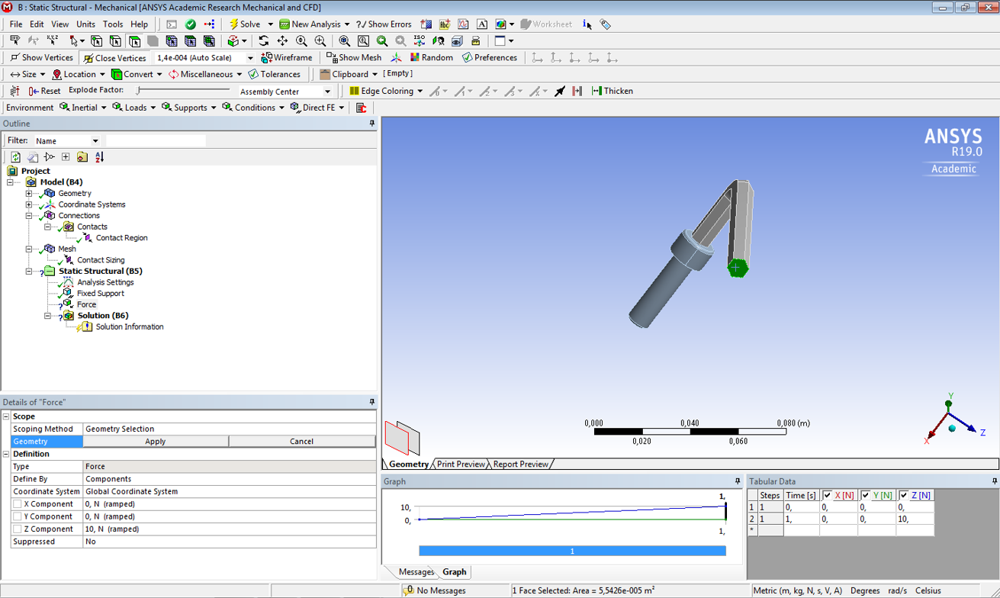 B : Static Structural - Mechanical [ANSYS Academic Research Mechanical and CFD]
File Edit View Units Tools Help Solve New Analysis ?/ Show Errors Worksheet
Show Vertices Close Vertices 1,4e-004 (Auto Scale) Wireframe Show Mesh Random Preferences
Size Location Convert Miscellaneous Tolerances Clipboard [ Empty ]
Reset Explode Factor: Assembly Center Edge Coloring Thicken
Environment Inertial Loads Supports Conditions Direct FE
Outline
Filter: Name
Project
Model (B4)
Geometry
Coordinate Systems
Connections
Contacts
Contact Region
Mesh
Contact Sizing
Static Structural (B5)
Analysis Settings
Fixed Support
Force
Solution (B6)
Solution Information
Details of "Force"
Scope
Scoping Method Geometry Selection
Geometry Apply Cancel
Definition
Type Force
Define By Components
Coordinate System Global Coordinate System
X Component 0, N (ramped)
Y Component 0, N (ramped)
Z Component 10, N (ramped)
Suppressed No
ANSYS
R19.0
Academic
0,000 0,040 0,080 (m)
0,020 0,060
Y
Z
X
Geometry Print Preview Report Preview
Graph
1,
10,
0,
1,
1
Messages Graph
Tabular Data
Steps Time [s] X [N] Y [N] Z [N]
1 1 0, 0, 0, 0,
2 1 1, 0, 0, 10,
*
No Messages 1 Face Selected: Area = 5,5426e-005 m² Metric (m, kg, N, s, V, A) Degrees rad/s Celsius